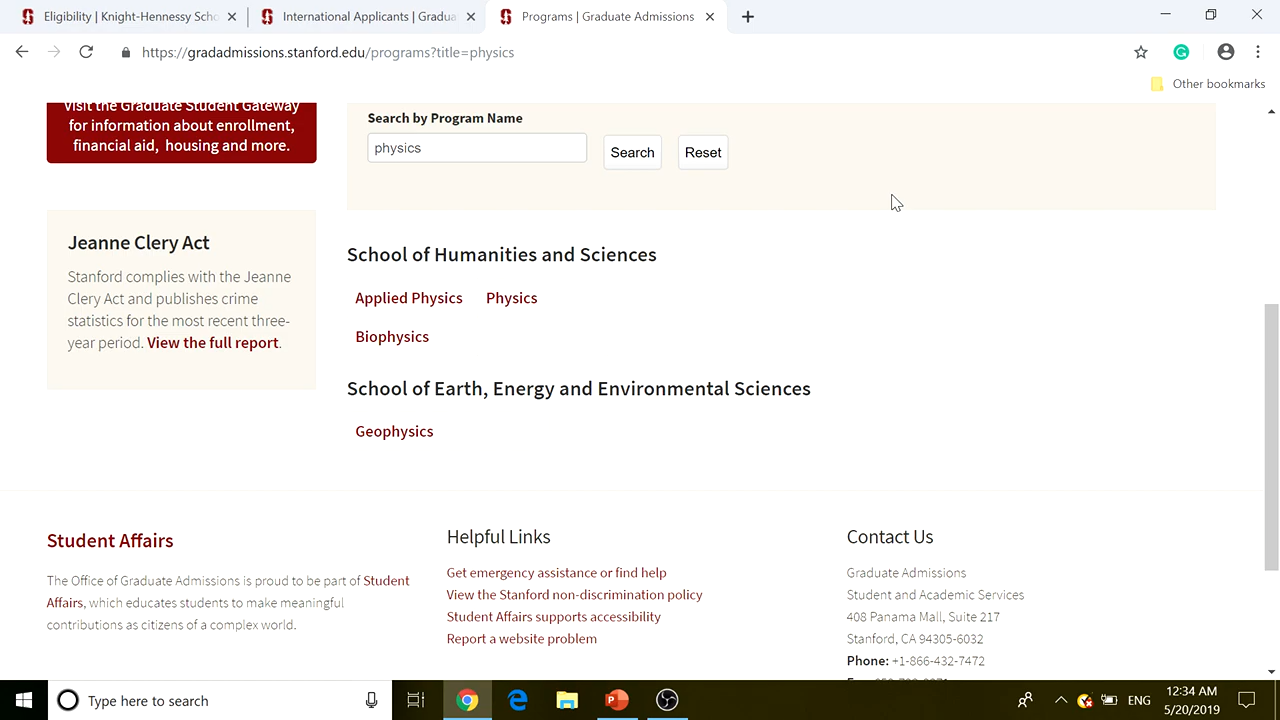 Eligibility | Knight-Hennessy Scho
International Applicants | Gradua
Programs | Graduate Admissions
https://gradadmissions.stanford.edu/programs?title=physics
Other bookmarks
Visit the Graduate Student Gateway
for information about enrollment,
financial aid, housing and more.
Search by Program Name
physics
Search
Reset
Jeanne Clery Act
Stanford complies with the Jeanne
Clery Act and publishes crime
statistics for the most recent three-
year period. View the full report.
School of Humanities and Sciences
Applied Physics
Physics
Biophysics
School of Earth, Energy and Environmental Sciences
Geophysics
Student Affairs
The Office of Graduate Admissions is proud to be part of Student
Affairs, which educates students to make meaningful
contributions as citizens of a complex world.
Helpful Links
Get emergency assistance or find help
View the Stanford non-discrimination policy
Student Affairs supports accessibility
Report a website problem
Contact Us
Graduate Admissions
Student and Academic Services
408 Panama Mall, Suite 217
Stanford, CA 94305-6032
Phone: +1-866-432-7472
Type here to search
ENG
12:34 AM
5/20/2019